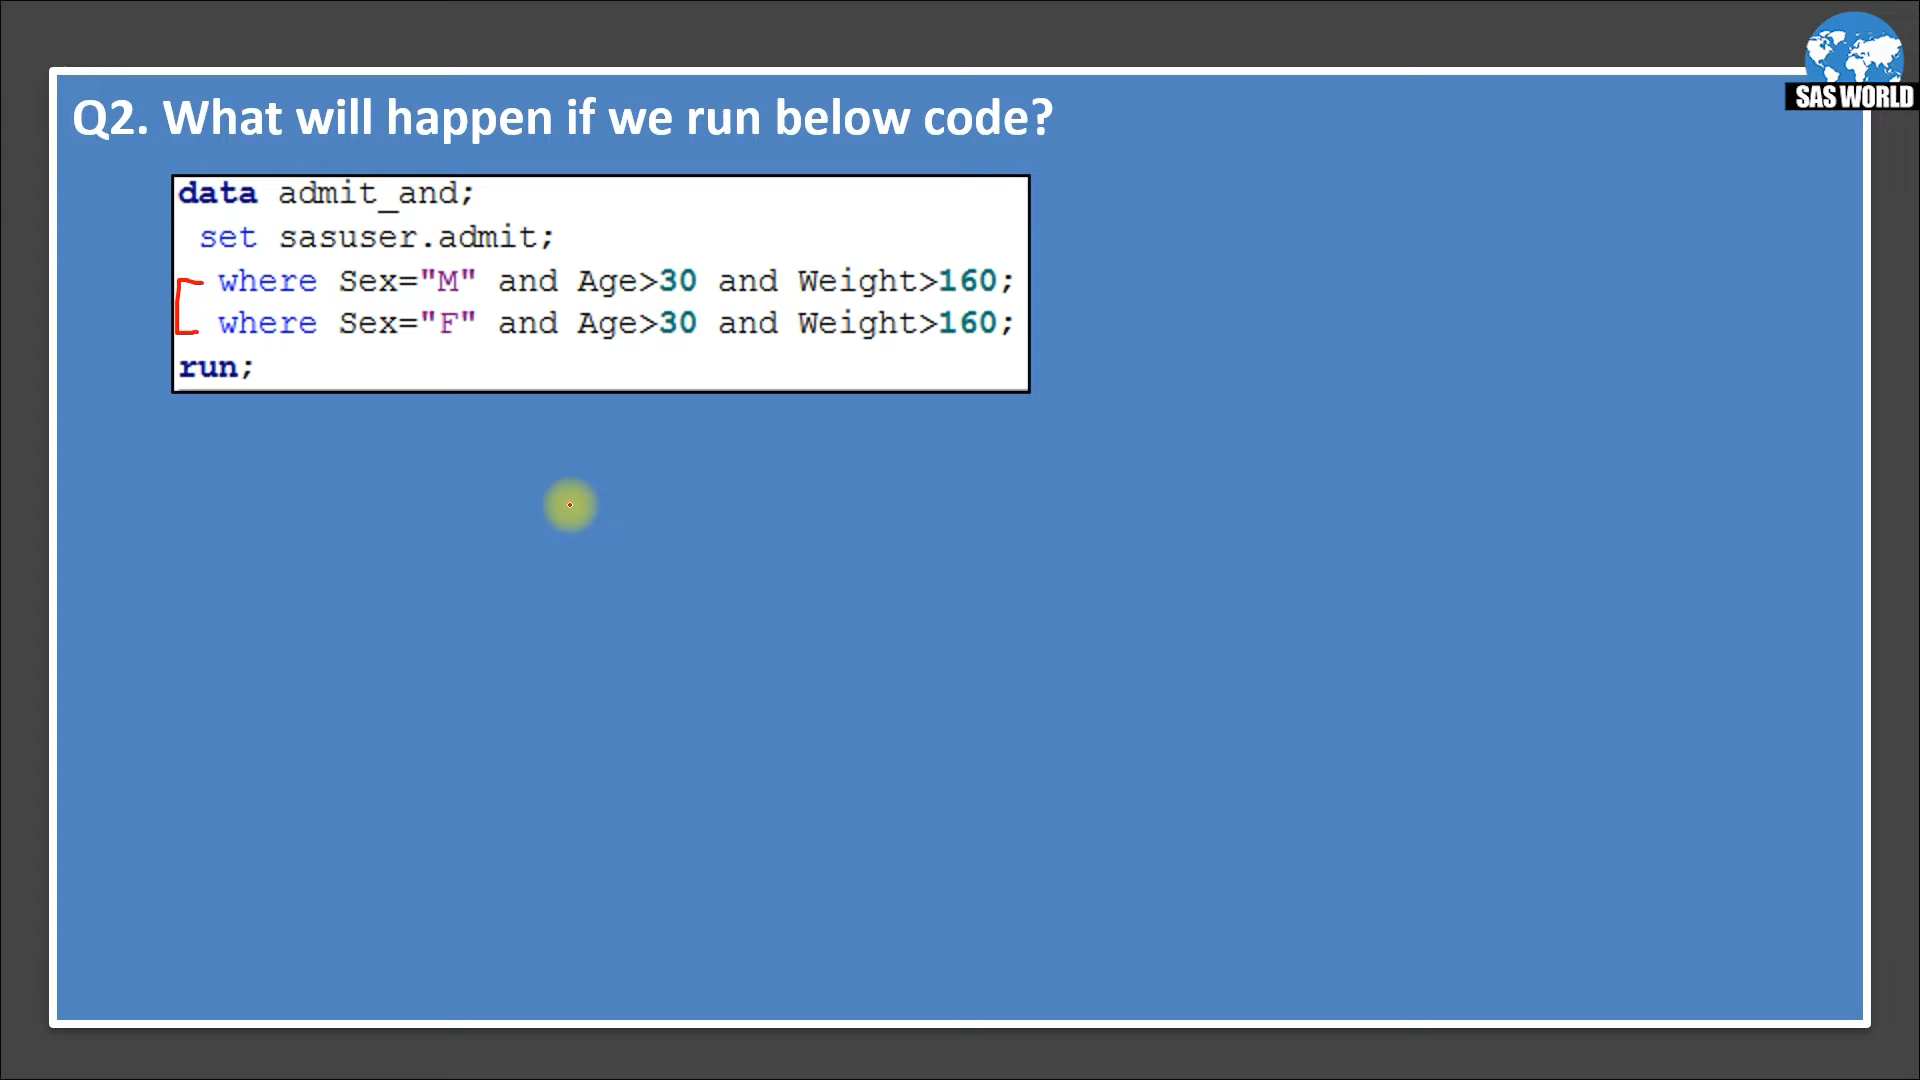 SAS WORLD
Q2. What will happen if we run below code?
data admit_and;
set sasuser.admit;
where Sex="M" and Age>30 and Weight>160;
where Sex="F" and Age>30 and Weight>160;
run;